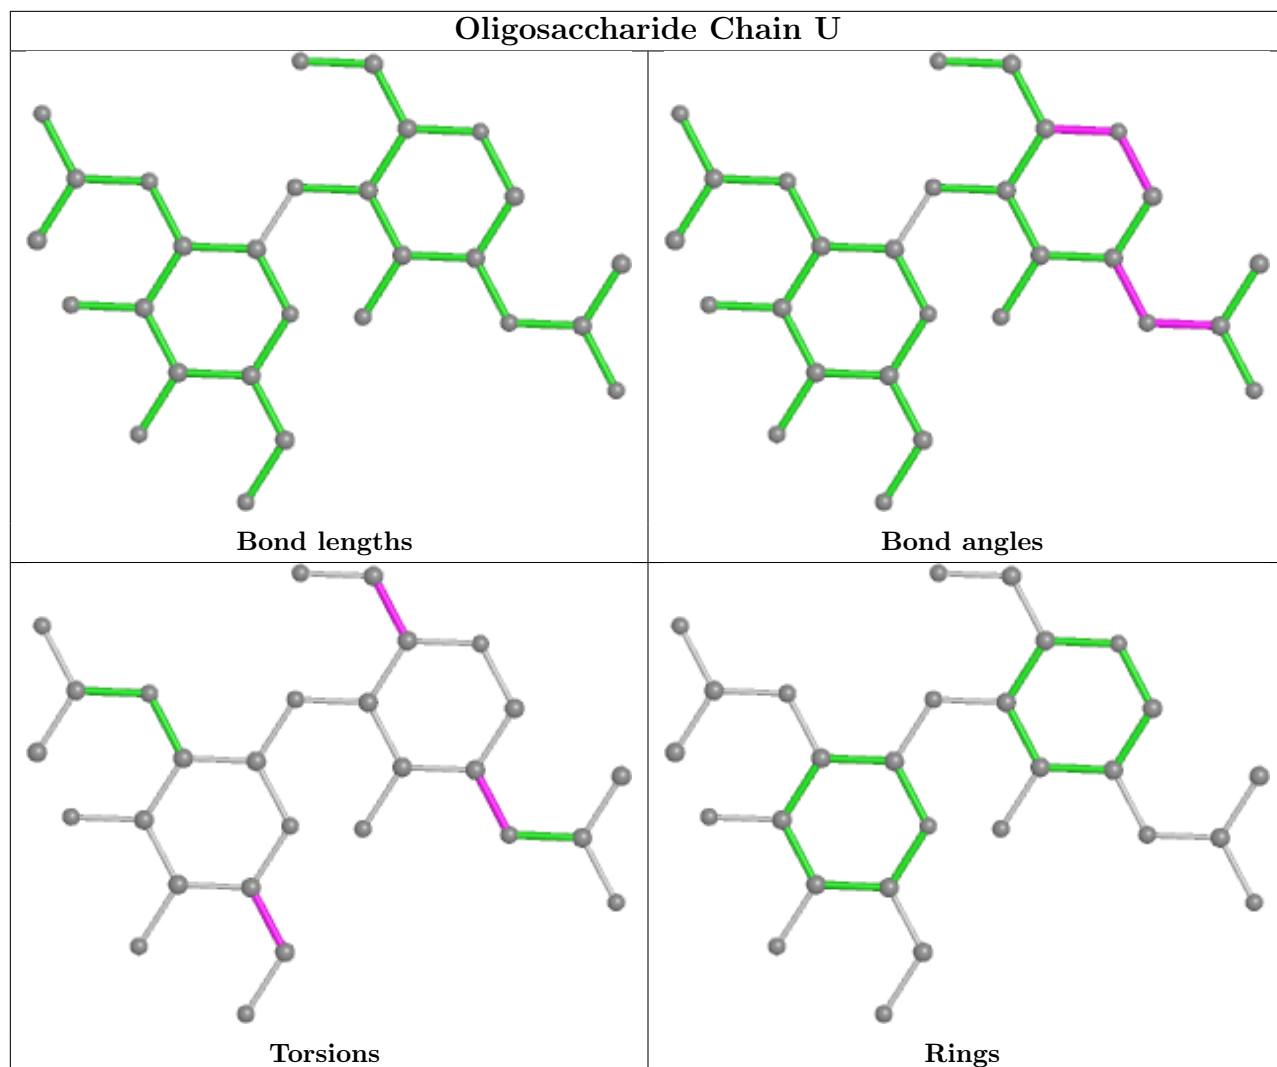 Oligosaccharide Chain U
Bond lengths
Bond angles
Torsions
Rings